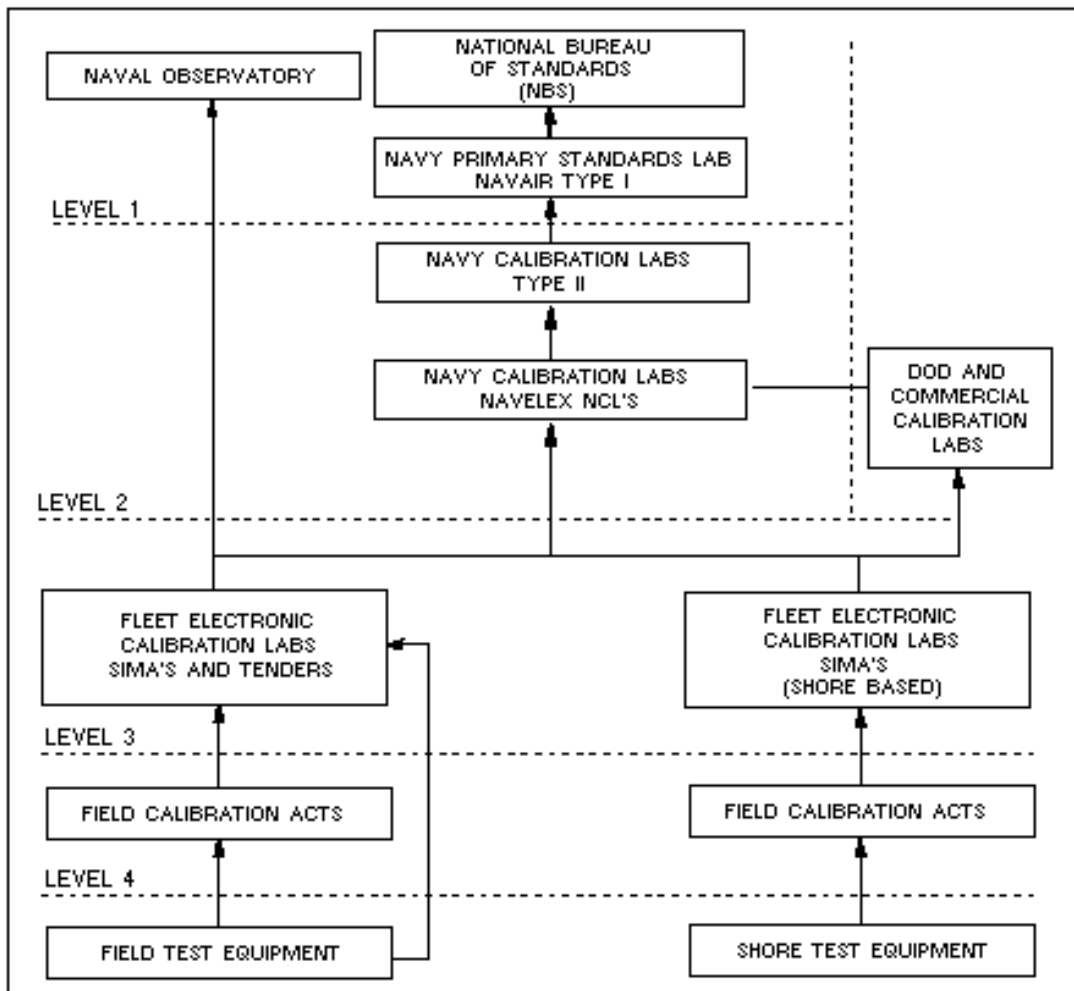 NAVAL OBSERVATORY
NATIONAL BUREAU
OF STANDARDS
(NBS)
NAVY PRIMARY STANDARDS LAB
NAVAIR TYPE I
LEVEL 1
NAVY CALIBRATION LABS
TYPE II
NAVY CALIBRATION LABS
NAVELEX NCL'S
DOD AND
COMMERCIAL
CALIBRATION
LABS
LEVEL 2
FLEET ELECTRONIC
CALIBRATION LABS
SIMA'S AND TENDERS
FLEET ELECTRONIC
CALIBRATION LABS
SIMA'S
(SHORE BASED)
LEVEL 3
FIELD CALIBRATION ACTS
FIELD CALIBRATION ACTS
LEVEL 4
FIELD TEST EQUIPMENT
SHORE TEST EQUIPMENT